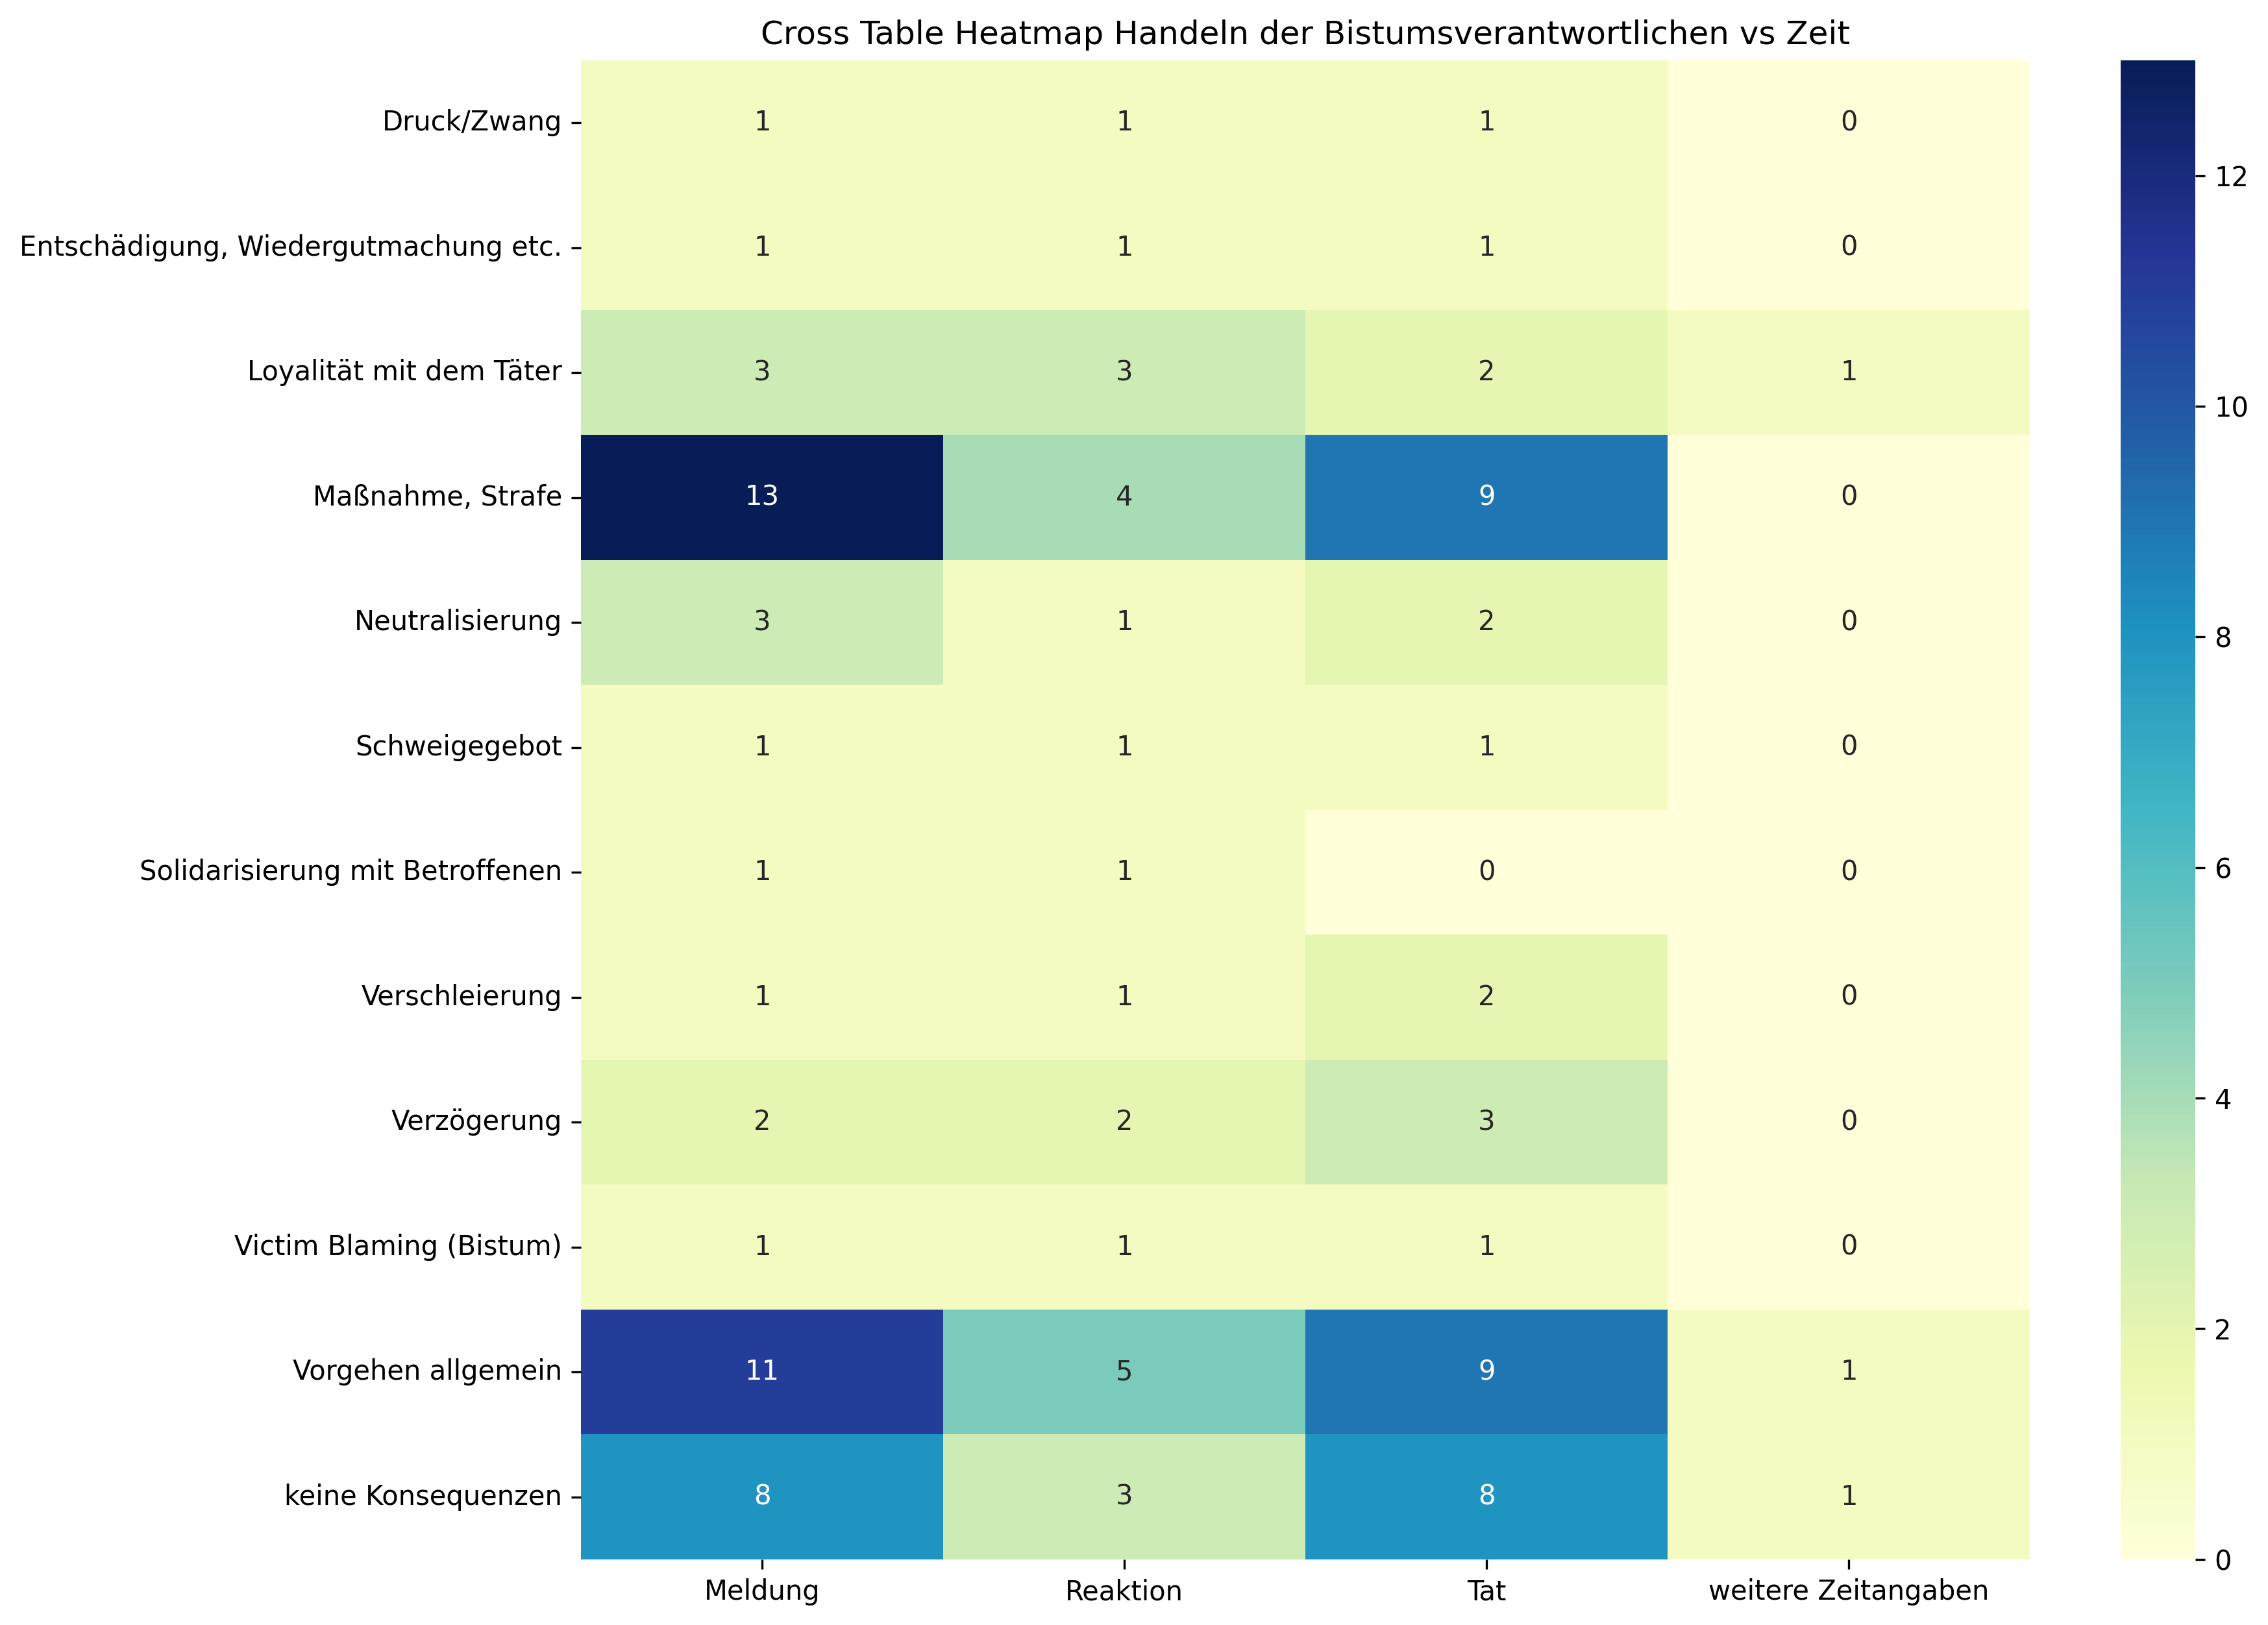 Cross Table Heatmap Handeln der Bistumsverantwortlichen vs Zeit
Druck/Zwang 1 1 1 0
Entschädigung, Wiedergutmachung etc. 1 1 1 0
Loyalität mit dem Täter 3 3 2 1
Maßnahme, Strafe 13 4 9 0
Neutralisierung 3 1 2 0
Schweigegebot 1 1 1 0
Solidarisierung mit Betroffenen 1 1 0 0
Verschleierung 1 1 2 0
Verzögerung 2 2 3 0
Victim Blaming (Bistum) 1 1 1 0
Vorgehen allgemein 11 5 9 1
keine Konsequenzen 8 3 8 1
Meldung Reaktion Tat weitere Zeitangaben
12
10
8
6
4
2
0